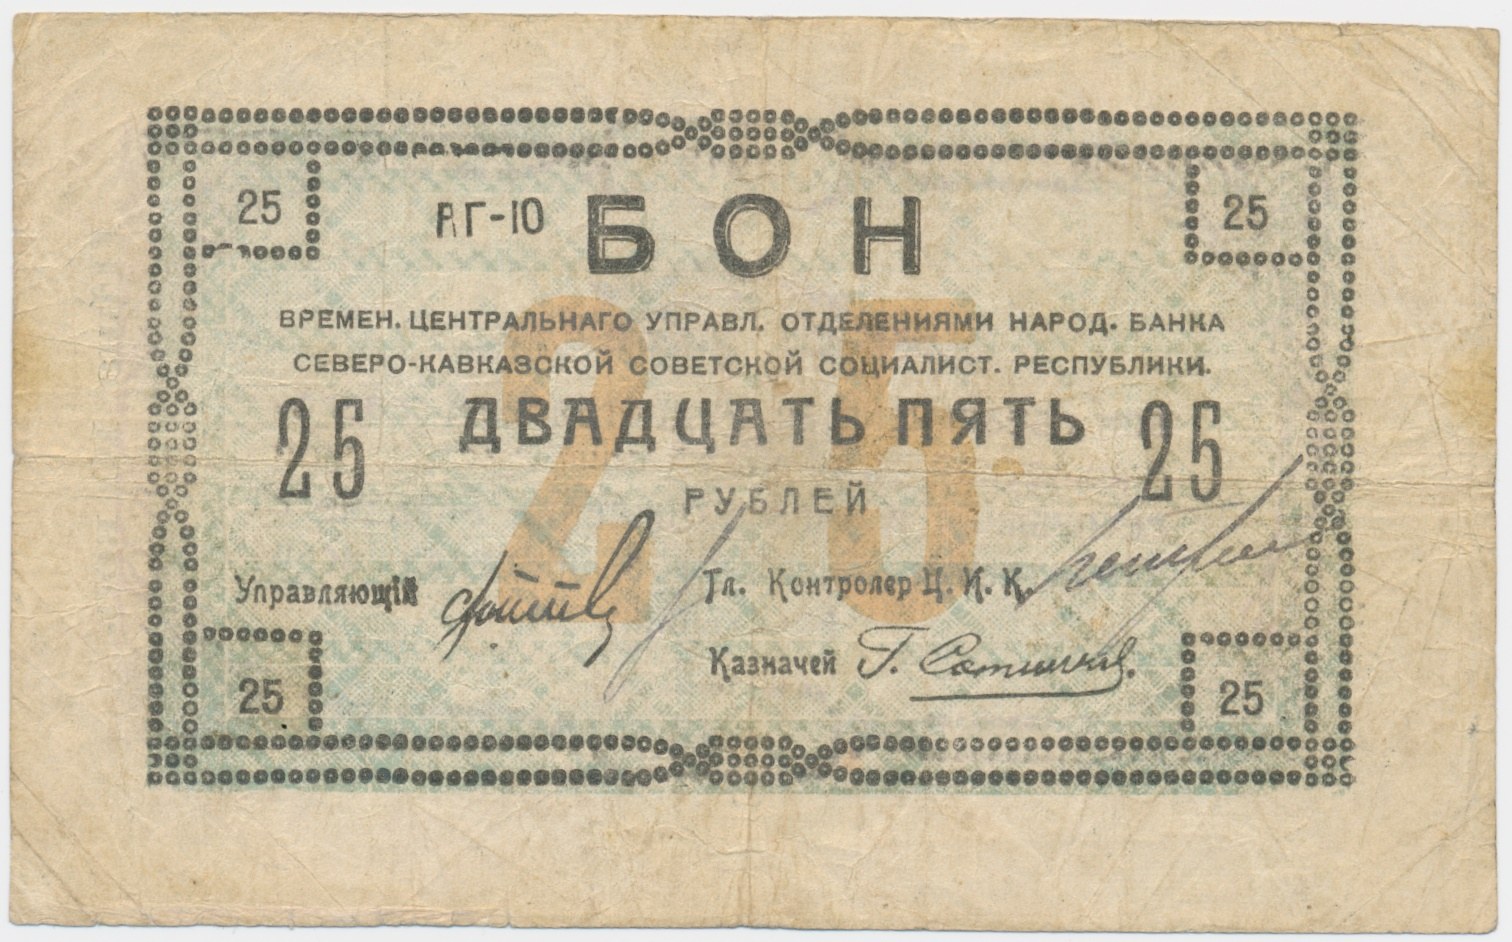 25 АГ-10 БОН 25
ВРЕМЕН. ЦЕНТРАЛЬНАГО УПРАВЛ. ОТДЕЛЕНИЯМИ НАРОД. БАНКА
СЕВЕРО-КАВКАЗСКОЙ СОВЕТСКОЙ СОЦИАЛИСТ. РЕСПУБЛИКИ.
25 ДВАДЦАТЬ ПЯТЬ 25
25
РУБЛЕЙ
Управляющій Гл. Контролер Ц. И. К.
Казначей Г.
25 25